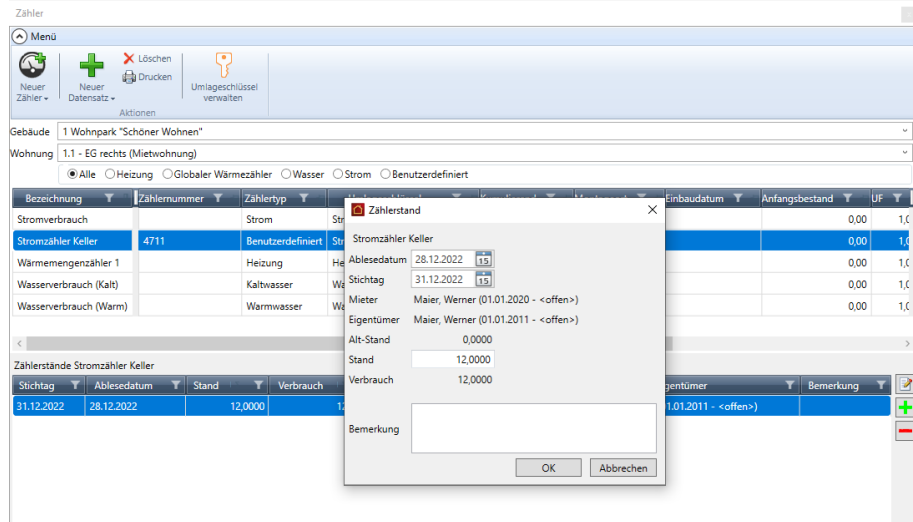 Zähler
Menü
Neuer Zähler
Neuer Datensatz
Löschen
Drucken
Umlageschlüssel verwalten
Aktionen
Gebäude 1 Wohnpark "Schöner Wohnen"
Wohnung 1.1 - EG rechts (Mietwohnung)
Alle Heizung Globaler Wärmezähler Wasser Strom Benutzerdefiniert
Bezeichnung Zählernummer Zählertyp Einbaudatum Anfangsbestand UF
Stromverbrauch Strom 0,00
Stromzähler Keller 4711 Benutzerdefiniert 0,00
Wärmemengenzähler 1 Heizung 0,00
Wasserverbrauch (Kalt) Kaltwasser 0,00
Wasserverbrauch (Warm) Warmwasser 0,00
Zählerstände Stromzähler Keller
Stichtag Ablesedatum Stand Verbrauch Bemerkung
31.12.2022 28.12.2022 12,0000 01.01.2011 - <offen>)
Zählerstand
Stromzähler Keller
Ablesedatum 28.12.2022 15
Stichtag 31.12.2022 15
Mieter Maier, Werner (01.01.2020 - <offen>)
Eigentümer Maier, Werner (01.01.2011 - <offen>)
Alt-Stand 0,0000
Stand 12,0000
Verbrauch 12,0000
Bemerkung
OK Abbrechen